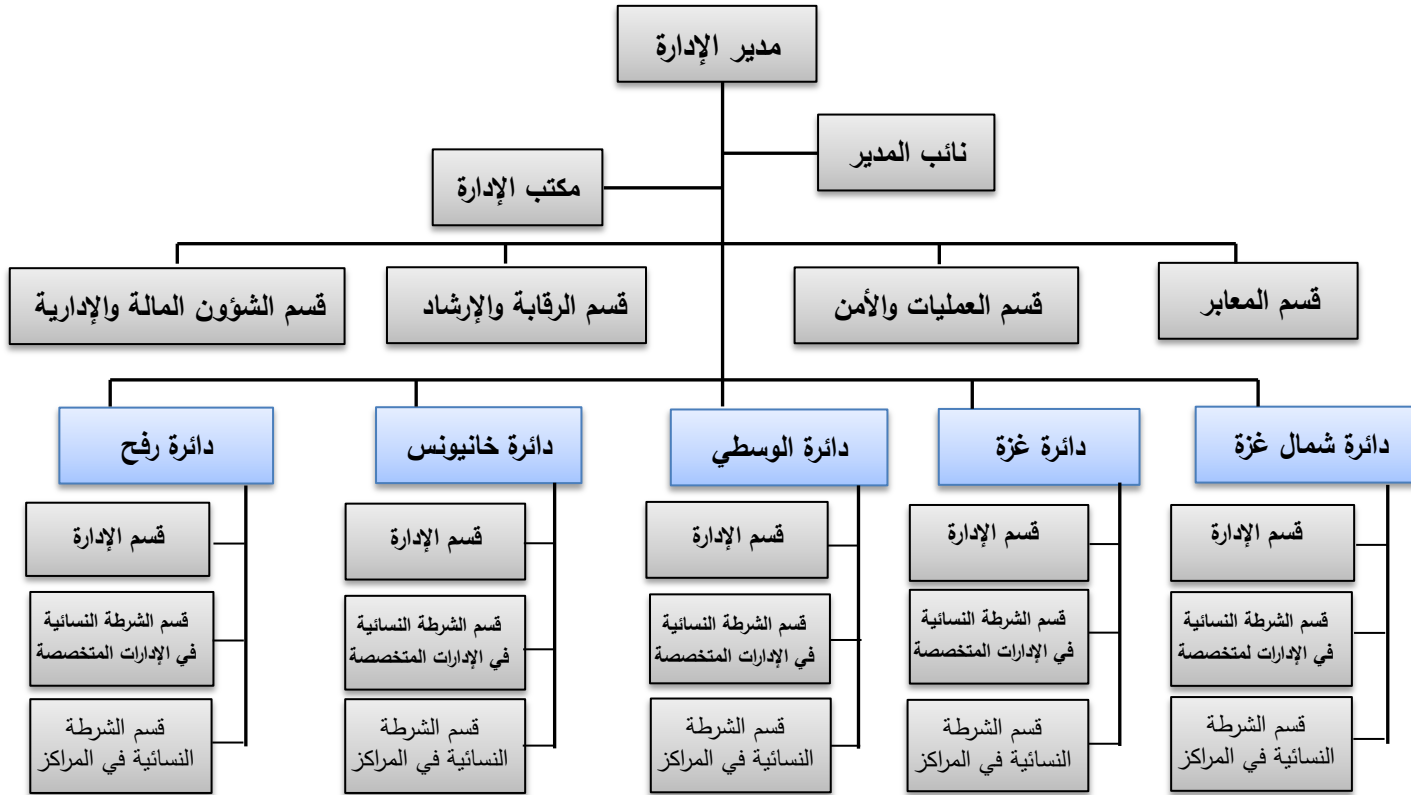 مدير الإدارة
نائب المدير
مكتب الإدارة
قسم المعابر
قسم العمليات والأمن
قسم الرقابة والإرشاد
قسم الشؤون المالة والإدارية
دائرة شمال غزة
دائرة غزة
دائرة الوسطي
دائرة خانيونس
دائرة رفح
قسم الإدارة
قسم الإدارة
قسم الإدارة
قسم الإدارة
قسم الإدارة
قسم الشرطة النسائية
في الإدارات لمتخصصة
قسم الشرطة النسائية
في الإدارات المتخصصة
قسم الشرطة النسائية
في الإدارات المتخصصة
قسم الشرطة النسائية
في الإدارات المتخصصة
قسم الشرطة النسائية
في الإدارات المتخصصة
قسم الشرطة
النسائية في المراكز
قسم الشرطة
النسائية في المراكز
قسم الشرطة
النسائية في المراكز
قسم الشرطة
النسائية في المراكز
قسم الشرطة
النسائية في المراكز